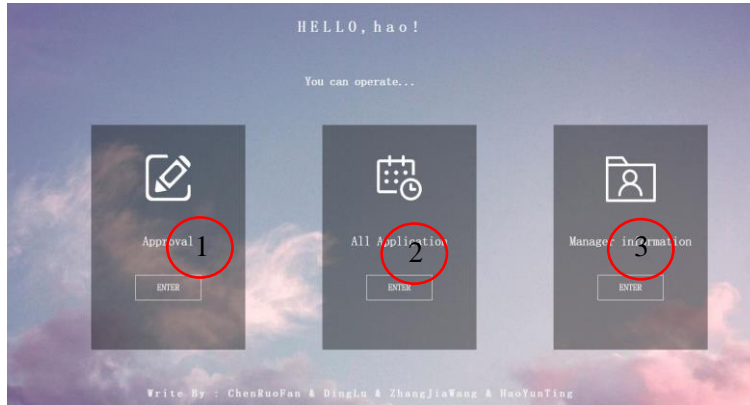 HELLO,hao!
You can operate...
Approval
1
ENTER
All Application
2
ENTER
Manager information
3
ENTER
Write By : ChenRuoFan & DingLu & ZhangJiaWang & HaoYunTing